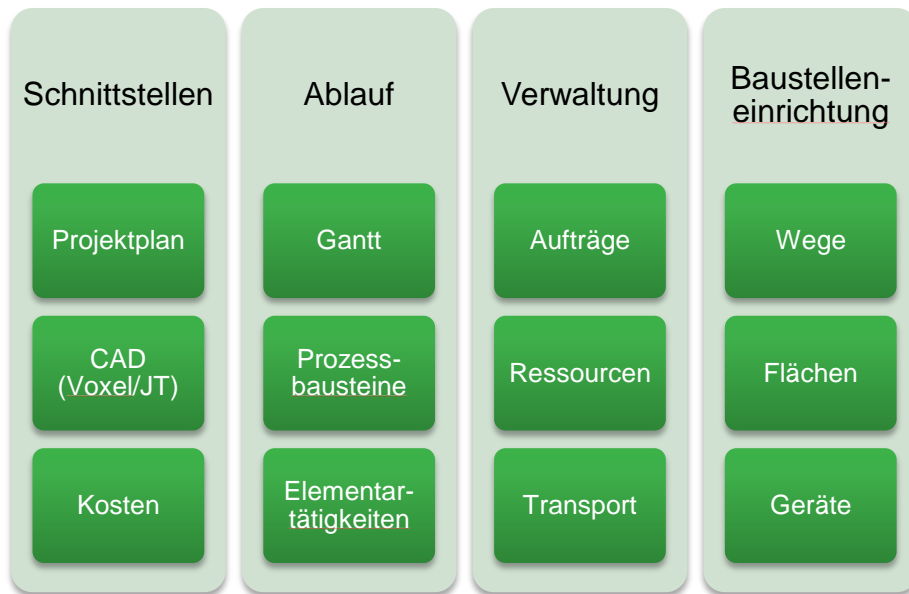 Schnittstellen
Projektplan
CAD
(Voxel/JT)
Kosten
Ablauf
Gantt
Prozess-
bausteine
Elementar-
tätigkeiten
Verwaltung
Aufträge
Ressourcen
Transport
Baustellen-
einrichtung
Wege
Flächen
Geräte